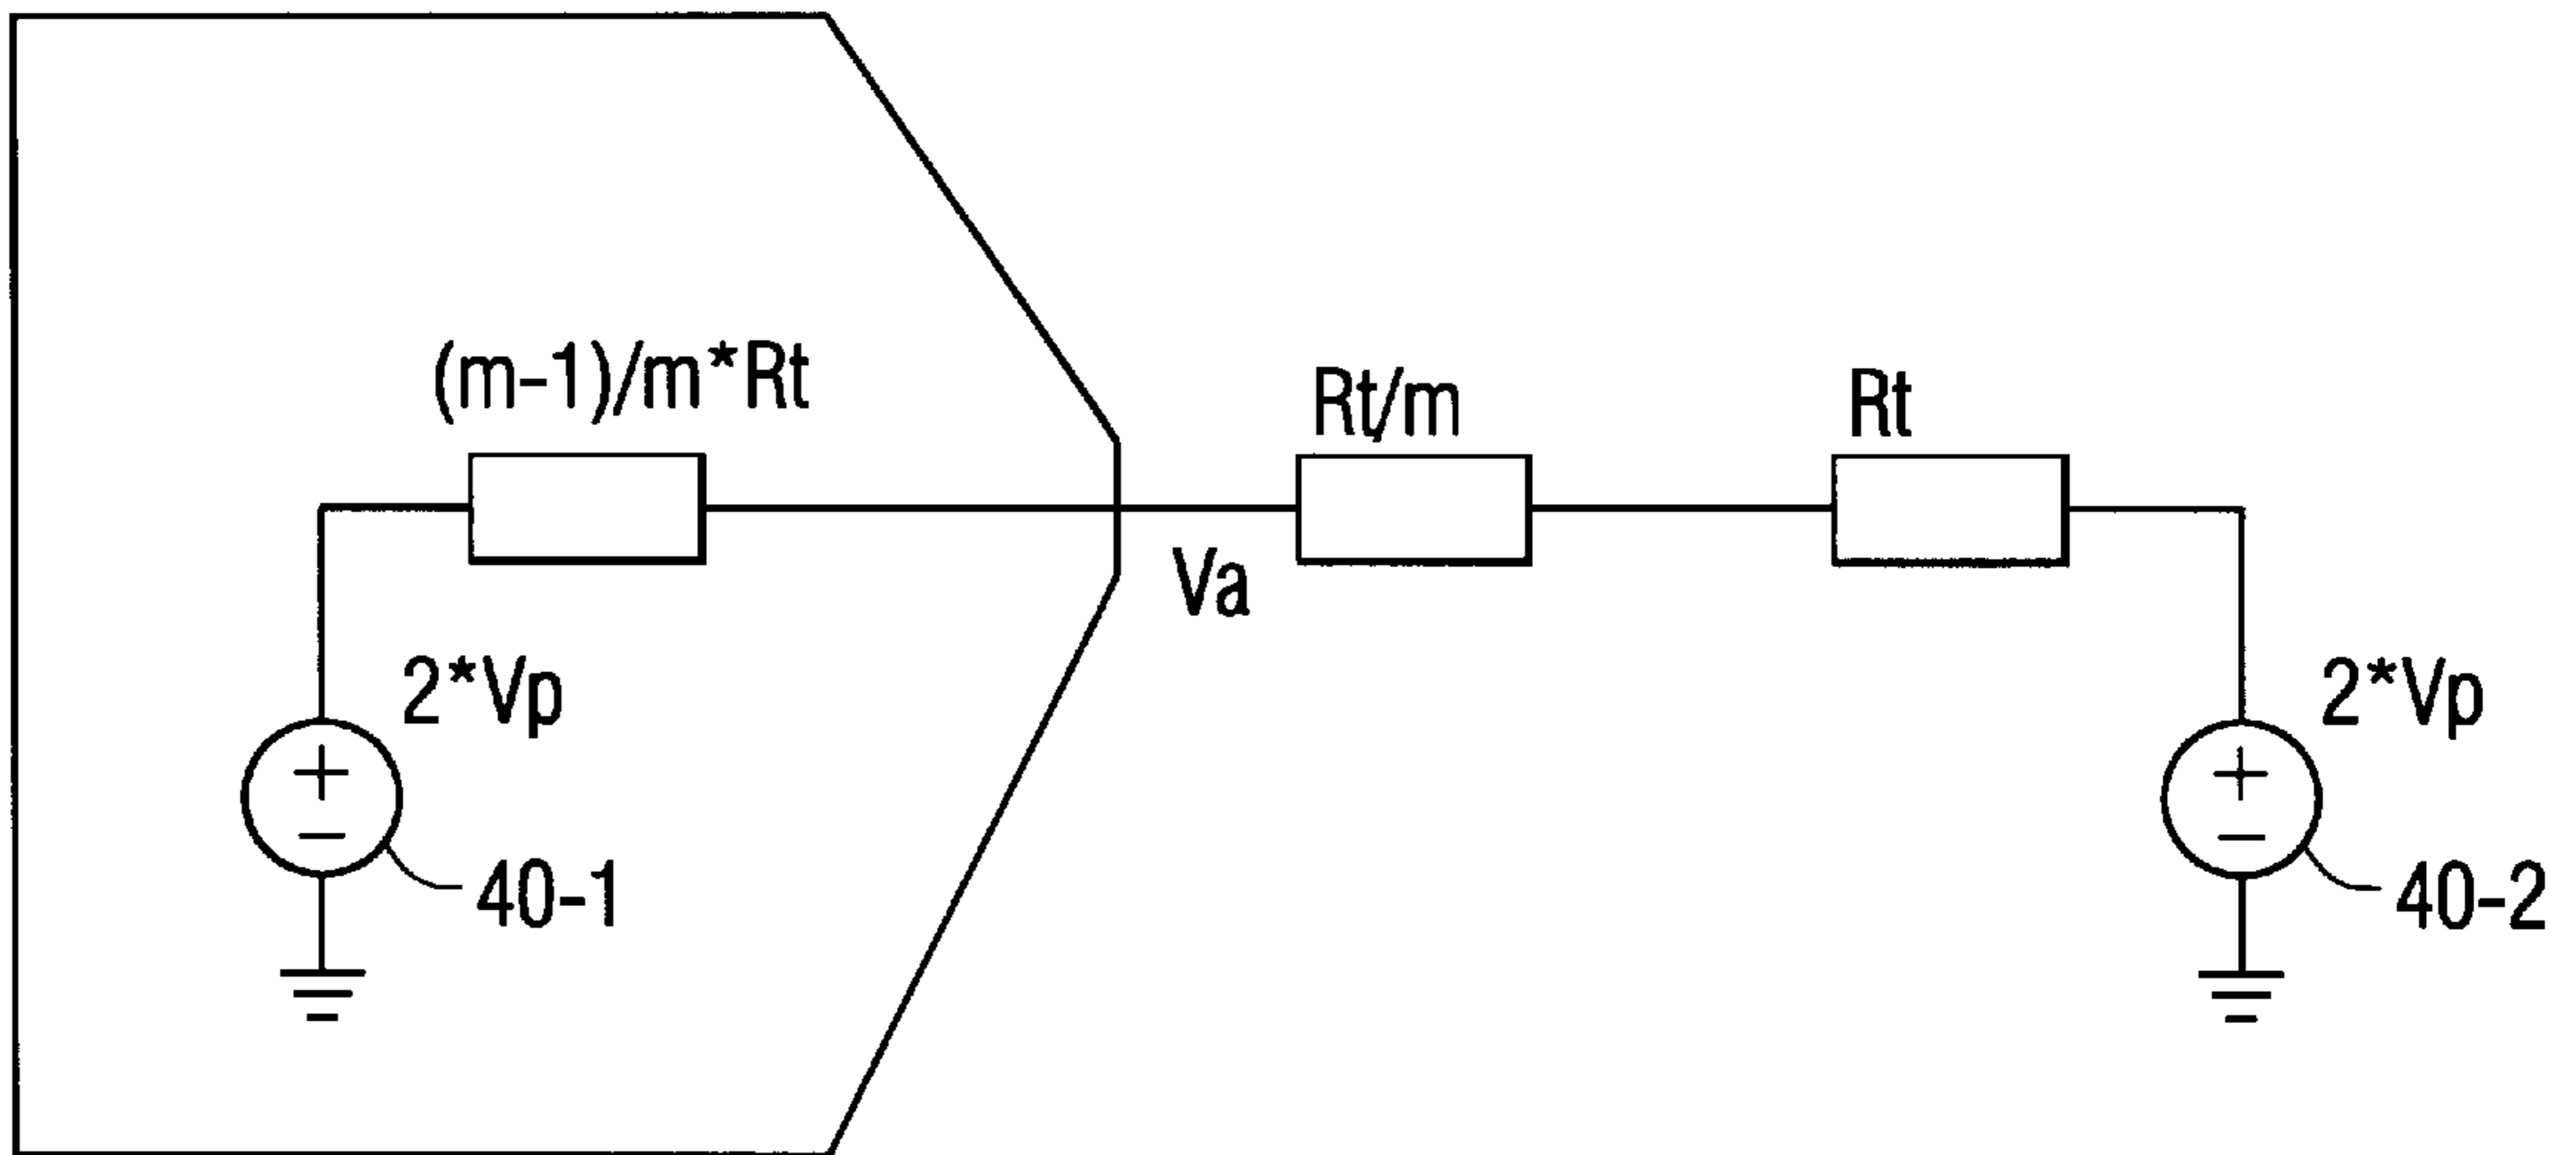 (m-1)/m*Rt
Rt/m
Rt
Va
2*Vp
2*Vp
+
+
−
−
40-1
40-2